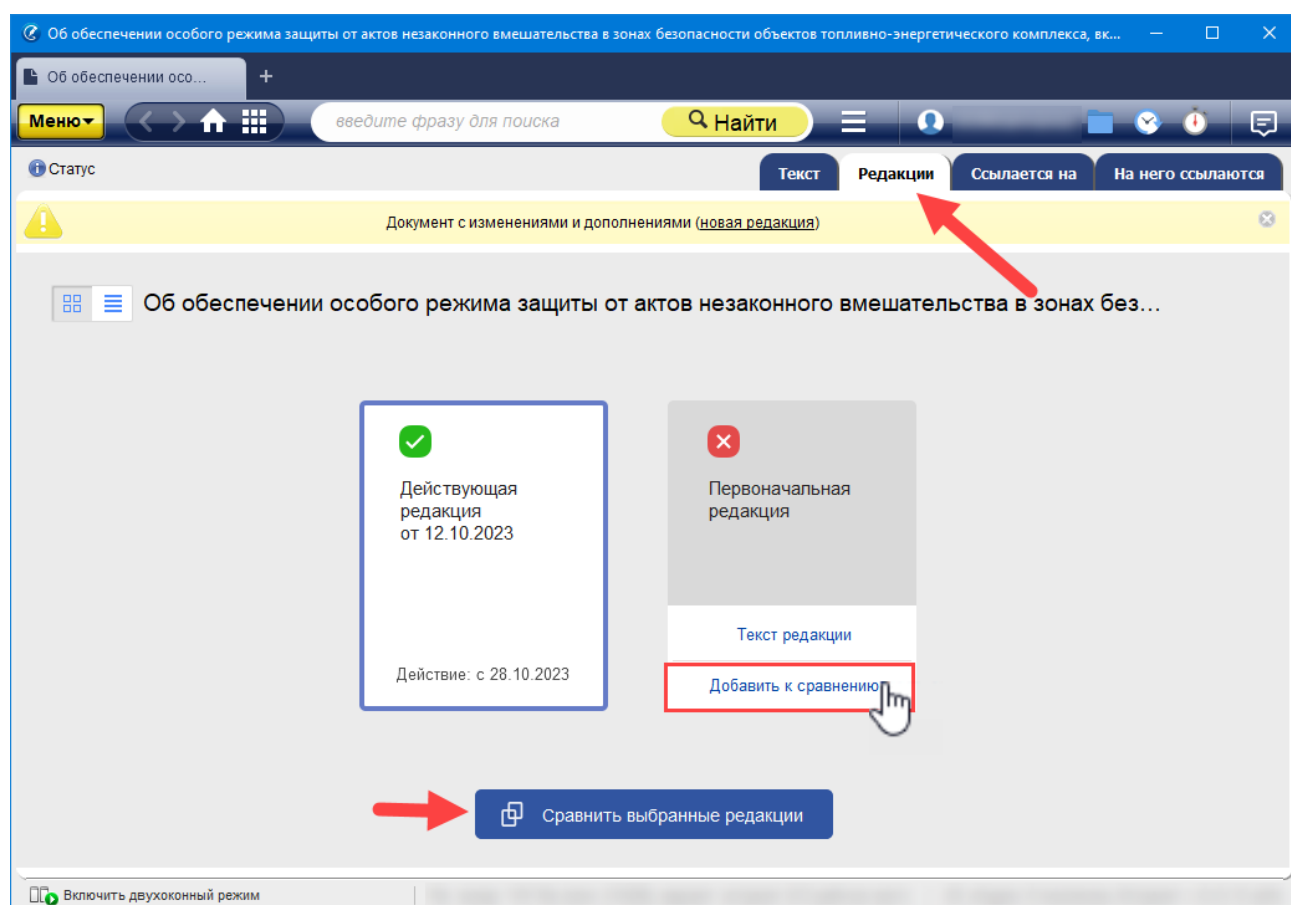 Об обеспечении особого режима защиты от актов незаконного вмешательства в зонах безопасности объектов топливно-энергетического комплекса, вк...
Об обеспечении осо...
Меню
введите фразу для поиска
Найти
Статус
Текст
Редакции
Ссылается на
На него ссылаются
Документ с изменениями и дополнениями (новая редакция)
Об обеспечении особого режима защиты от актов незаконного вмешательства в зонах без...
Действующая
редакция
от 12.10.2023
Действие: с 28.10.2023
Первоначальная
редакция
Текст редакции
Добавить к сравнению
Сравнить выбранные редакции
Включить двухоконный режим